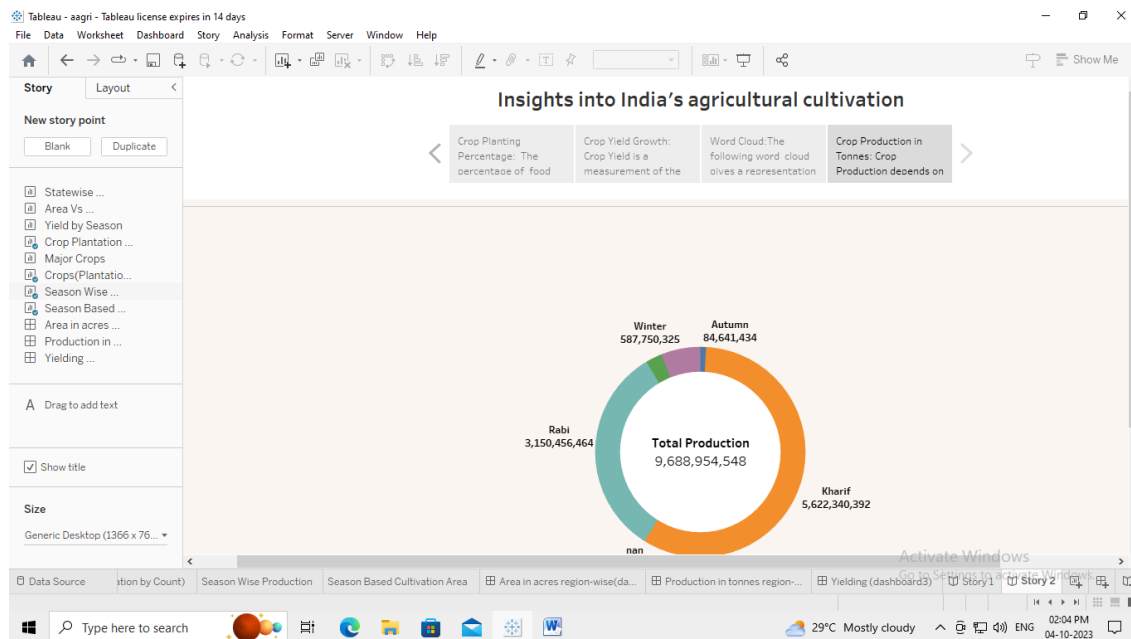 Tableau - aagri - Tableau license expires in 14 days
File Data Worksheet Dashboard Story Analysis Format Server Window Help
Show Me
Story Layout
New story point
Blank Duplicate
Statewise ...
Area Vs ...
Yield by Season
Crop Plantation ...
Major Crops
Crops(Plantatio...
Season Wise ...
Season Based ...
Area in acres ...
Production in ...
Yielding ...
A Drag to add text
Show title
Size
Generic Desktop (1366 x 76...
Insights into India's agricultural cultivation
Crop Planting
Percentage: The
percentage of food
Crop Yield Growth:
Crop Yield is a
measurement of the
Word Cloud:The
following word cloud
gives a representation
Crop Production in
Tonnes: Crop
Production depends on
Winter
587,750,325
Autumn
84,641,434
Rabi
3,150,456,464
Total Production
9,688,954,548
Kharif
5,622,340,392
nan
Activate Windows
Go to Settings to activate Windows.
Data Source ation by Count) Season Wise Production Season Based Cultivation Area Area in acres region-wise(da... Production in tonnes region-... Yielding (dashboard3) Story 1 Story 2
Type here to search
29°C Mostly cloudy
ENG
02:04 PM
04-10-2023